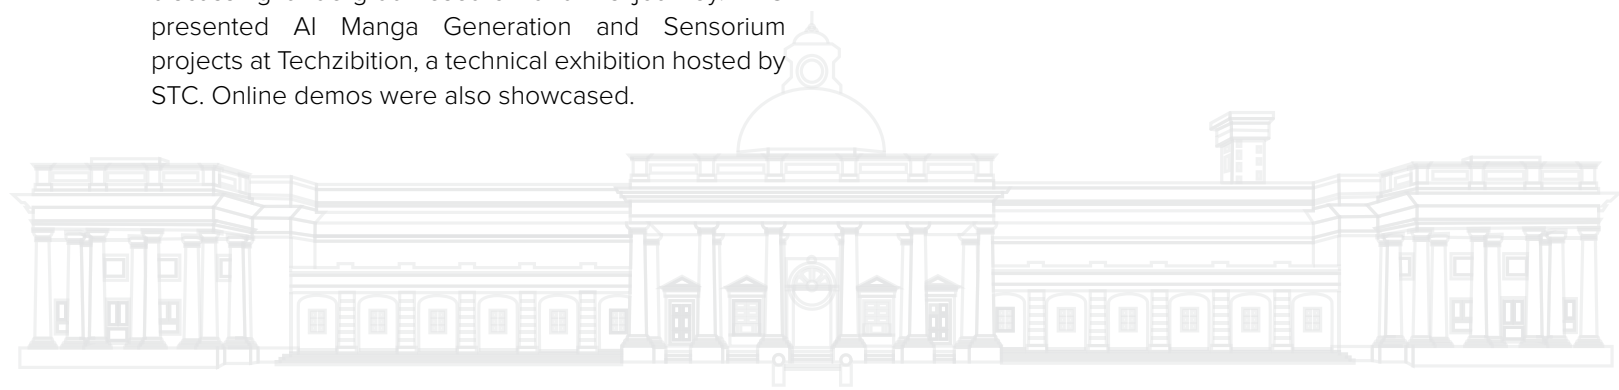 presented AI Manga Generation and Sensorium
projects at Techzibition, a technical exhibition hosted by
STC. Online demos were also showcased.